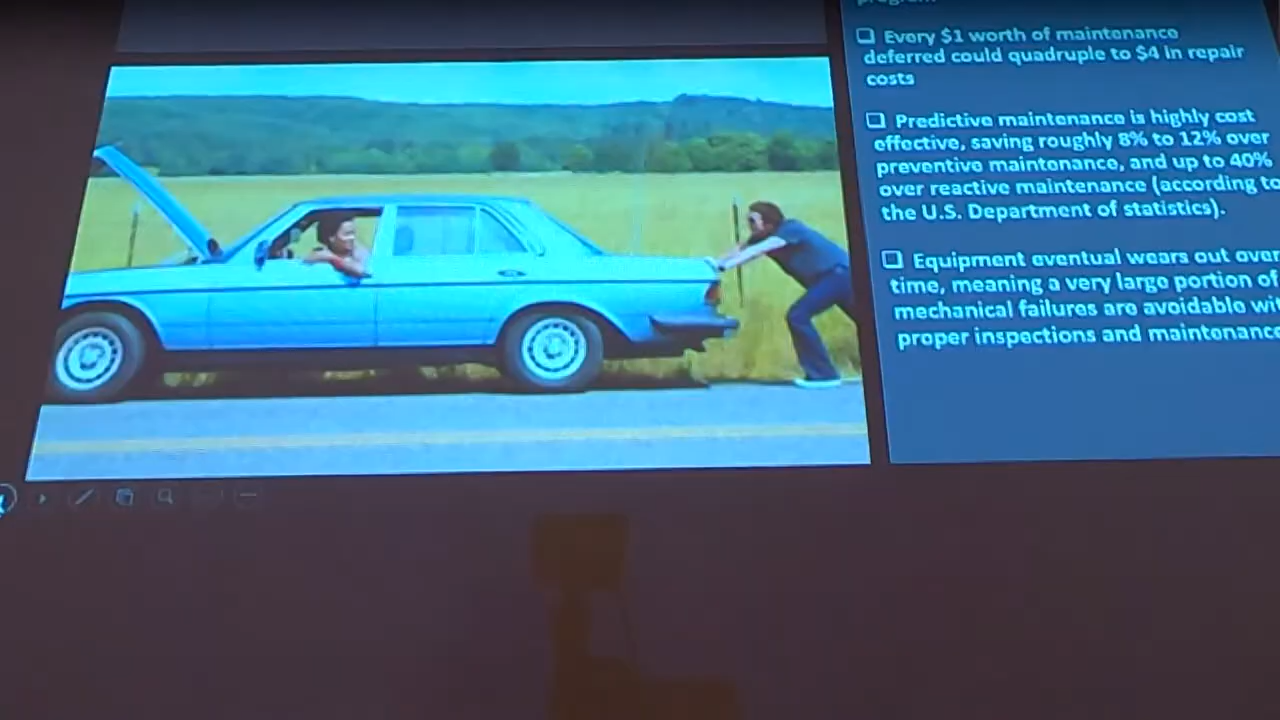 ❑ Every $1 worth of maintenance
deferred could quadruple to $4 in repair
costs
❑ Predictive maintenance is highly cost
effective, saving roughly 8% to 12% over
preventive maintenance, and up to 40%
over reactive maintenance (according to
the U.S. Department of statistics).
❑ Equipment eventual wears out over
time, meaning a very large portion of
mechanical failures are avoidable wi
proper inspections and maintenance